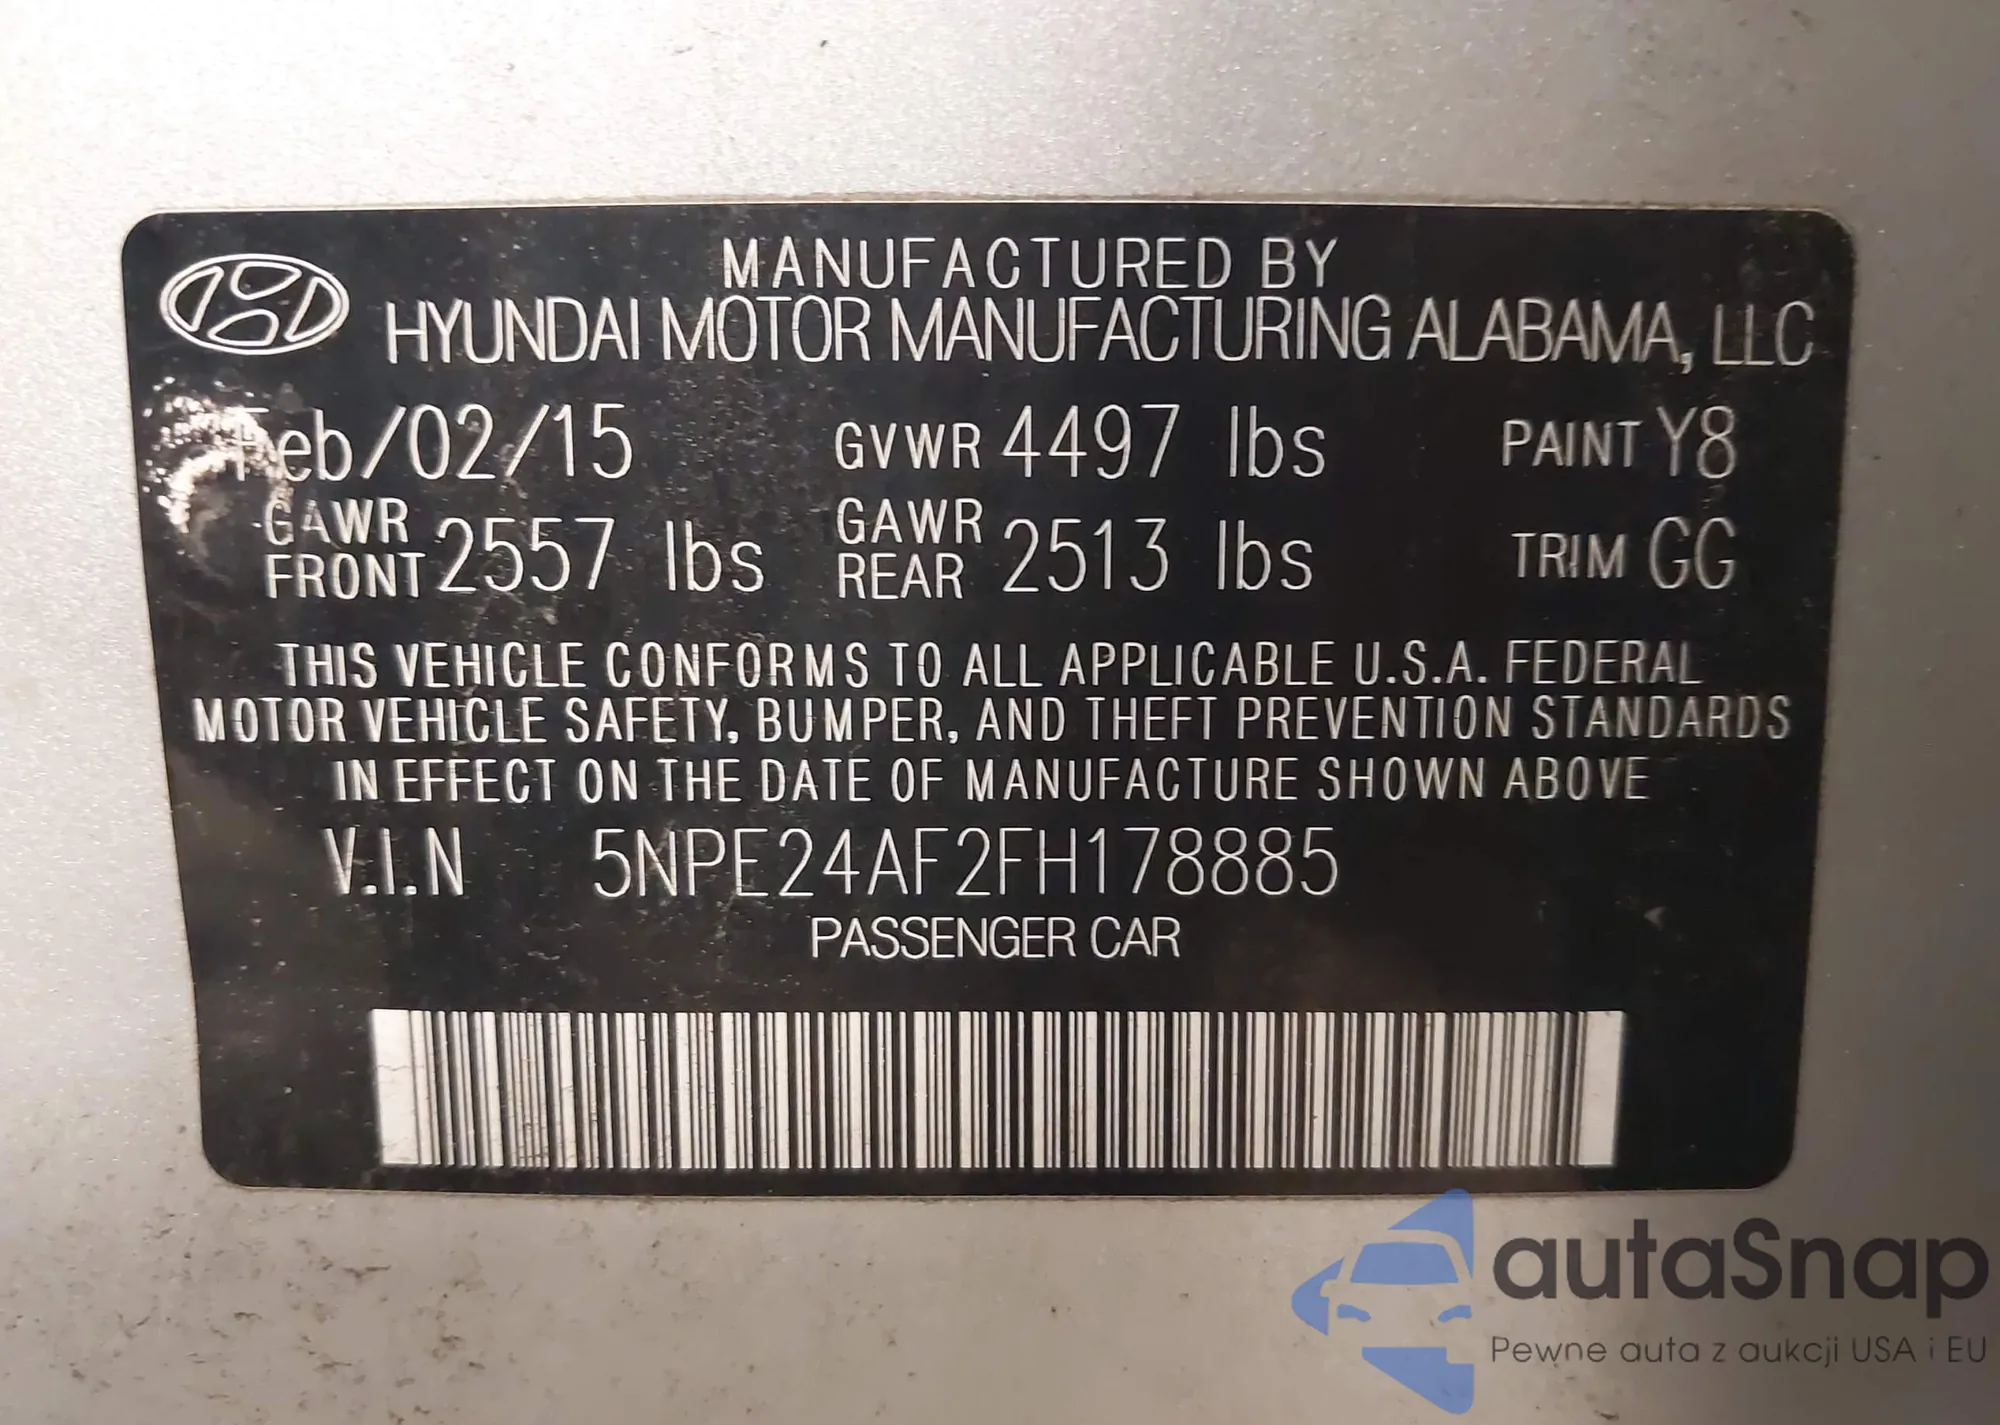 MANUFACTURED BY
HYUNDAI MOTOR MANUFACTURING ALABAMA, LLC
Feb/02/15 GVWR 4497 lbs PAINT Y8
GAWR FRONT 2557 lbs GAWR REAR 2513 lbs TRIM GG
THIS VEHICLE CONFORMS TO ALL APPLICABLE U.S.A. FEDERAL
MOTOR VEHICLE SAFETY, BUMPER, AND THEFT PREVENTION STANDARDS
IN EFFECT ON THE DATE OF MANUFACTURE SHOWN ABOVE
V.I.N 5NPE24AF2FH178885
PASSENGER CAR
autaSnap
Pewne auta z aukcji USA i EU